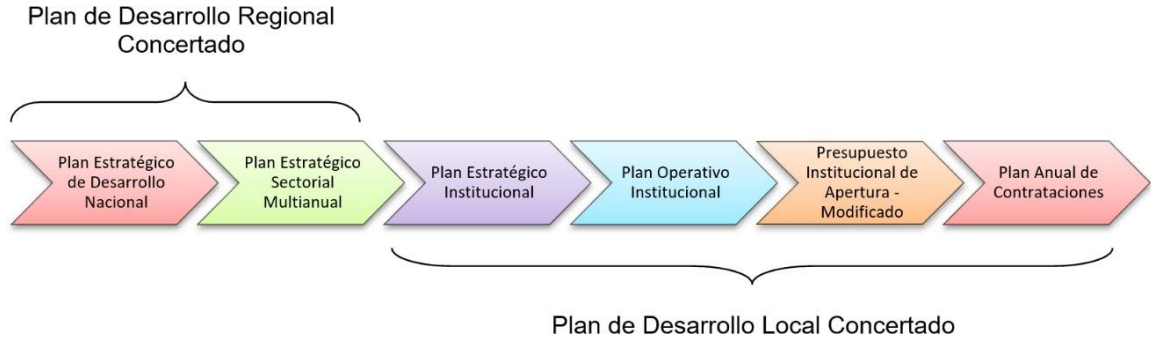 Plan de Desarrollo Regional
Concertado
Plan Estratégico
de Desarrollo
Nacional
Plan Estratégico
Sectorial
Multianual
Plan Estratégico
Institucional
Plan Operativo
Institucional
Presupuesto
Institucional de
Apertura -
Modificado
Plan Anual de
Contrataciones
Plan de Desarrollo Local Concertado